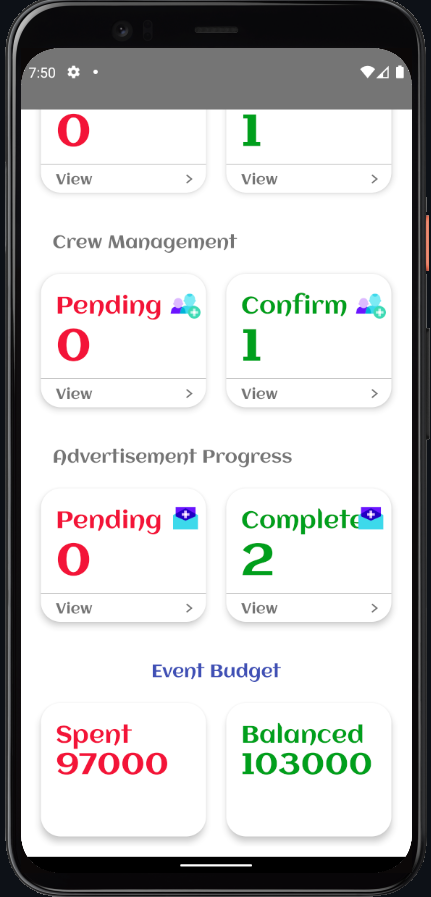 7:50
0 1
View View
Crew Management
Pending Confirm
0 1
View View
Advertisement Progress
Pending Complete
0 2
View View
Event Budget
Spent Balanced
97000 103000